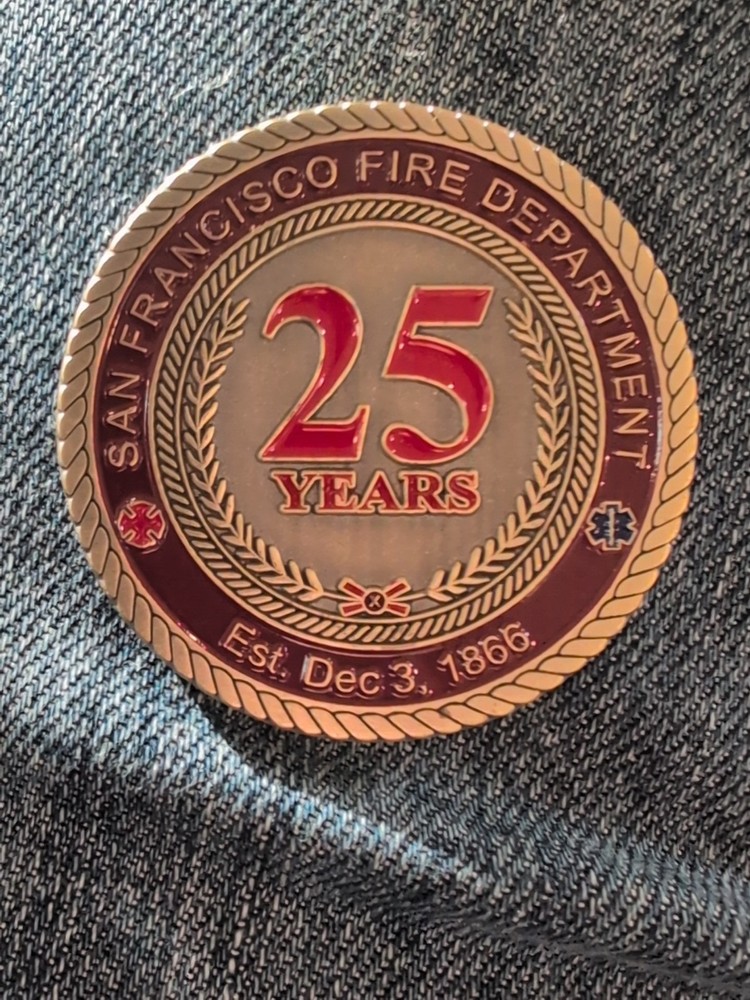 SAN FRANCISCO FIRE DEPARTMENT
25
YEARS
Est. Dec 3, 1866